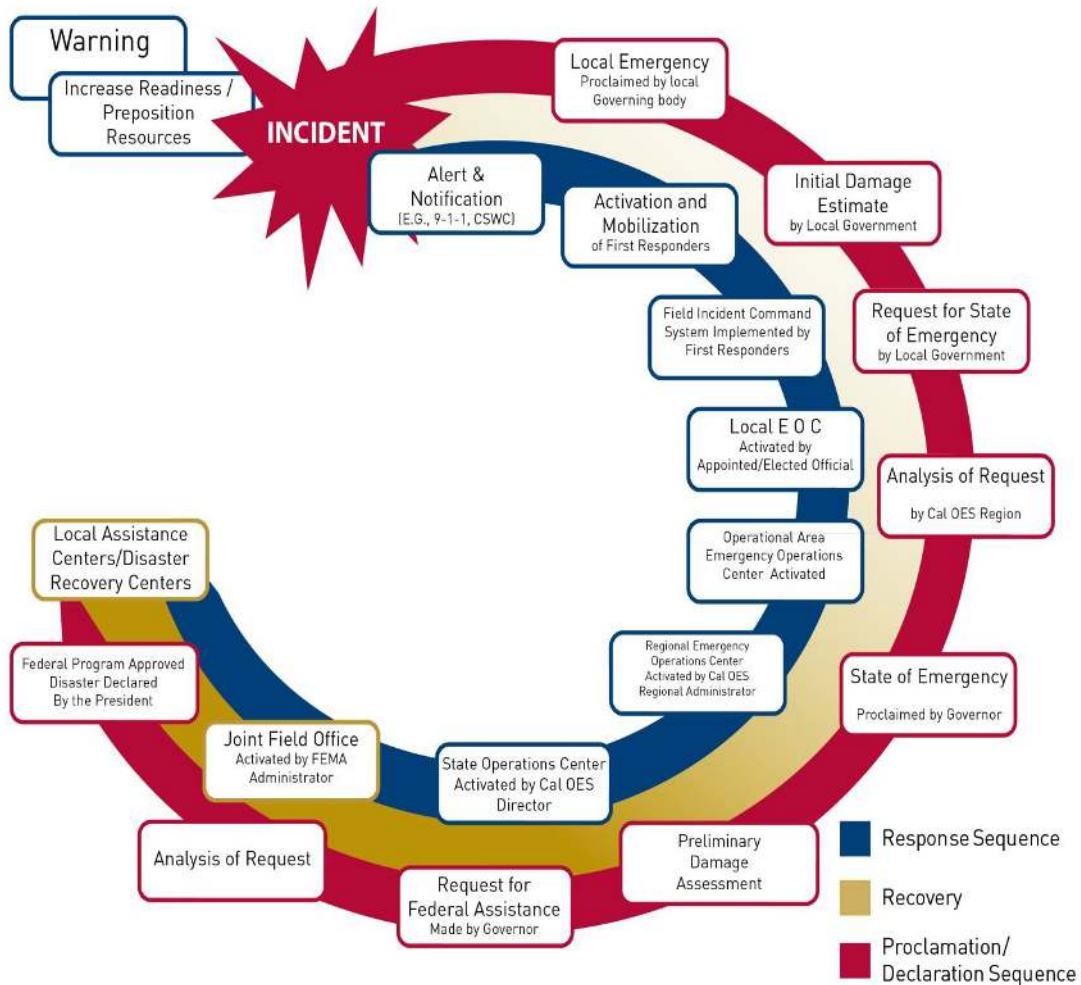 Warning
Increase Readiness /
Preposition
Resources
INCIDENT
Local Emergency
Proclaimed by local
Governing body
Alert &
Notification
(E.G., 9-1-1, CSWC)
Activation and
Mobilization
of First Responders
Initial Damage
Estimate
by Local Government
Field Incident Command
System Implemented by
First Responders
Request for State
of Emergency
by Local Government
Local E O C
Activated by
Appointed/Elected Official
Analysis of Request
by Cal OES Region
Operational Area
Emergency Operations
Center Activated
Local Assistance
Centers/Disaster
Recovery Centers
Regional Emergency
Operations Center
Activated by Cal OES
Regional Administrator
State of Emergency
Proclaimed by Governor
Federal Program Approved
Disaster Declared
By the President
Joint Field Office
Activated by FEMA
Administrator
State Operations Center
Activated by Cal OES
Director
Analysis of Request
Request for
Federal Assistance
Made by Governor
Preliminary
Damage
Assessment
Response Sequence
Recovery
Proclamation/
Declaration Sequence